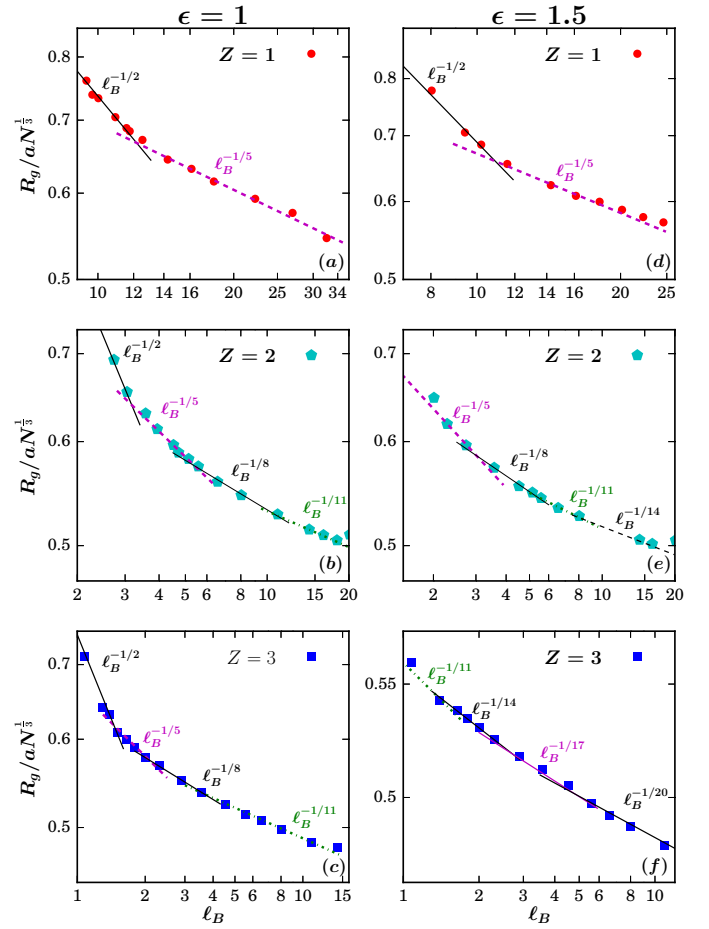 ϵ = 1
ϵ = 1.5
R_g/aN^{1/3}
0.8
0.7
0.6
0.5
ℓ_B^{-1/2}
Z = 1
ℓ_B^{-1/5}
(a)
10 12 14 16 20 24 30 34
0.8
0.7
0.6
0.5
ℓ_B^{-1/2}
Z = 1
ℓ_B^{-1/5}
(d)
8 10 12 14 16 20 25
R_g/aN^{1/3}
0.7
0.6
0.5
ℓ_B^{-1/2}
Z = 2
ℓ_B^{-1/5}
ℓ_B^{-1/8}
ℓ_B^{-1/11}
(b)
2 3 4 5 6 8 11 15 20
0.7
0.6
0.5
Z = 2
ℓ_B^{-1/5}
ℓ_B^{-1/8}
ℓ_B^{-1/11}
ℓ_B^{-1/14}
(e)
2 3 4 5 6 8 11 15 20
R_g/aN^{1/3}
0.7
0.6
0.5
ℓ_B^{-1/2}
Z = 3
ℓ_B^{-1/5}
ℓ_B^{-1/8}
ℓ_B^{-1/11}
(c)
1 2 3 4 5 6 8 11 15
ℓ_B
0.55
0.5
Z = 3
ℓ_B^{-1/11}
ℓ_B^{-1/14}
ℓ_B^{-1/17}
ℓ_B^{-1/20}
(f)
1 2 3 4 5 6 8 10
ℓ_B